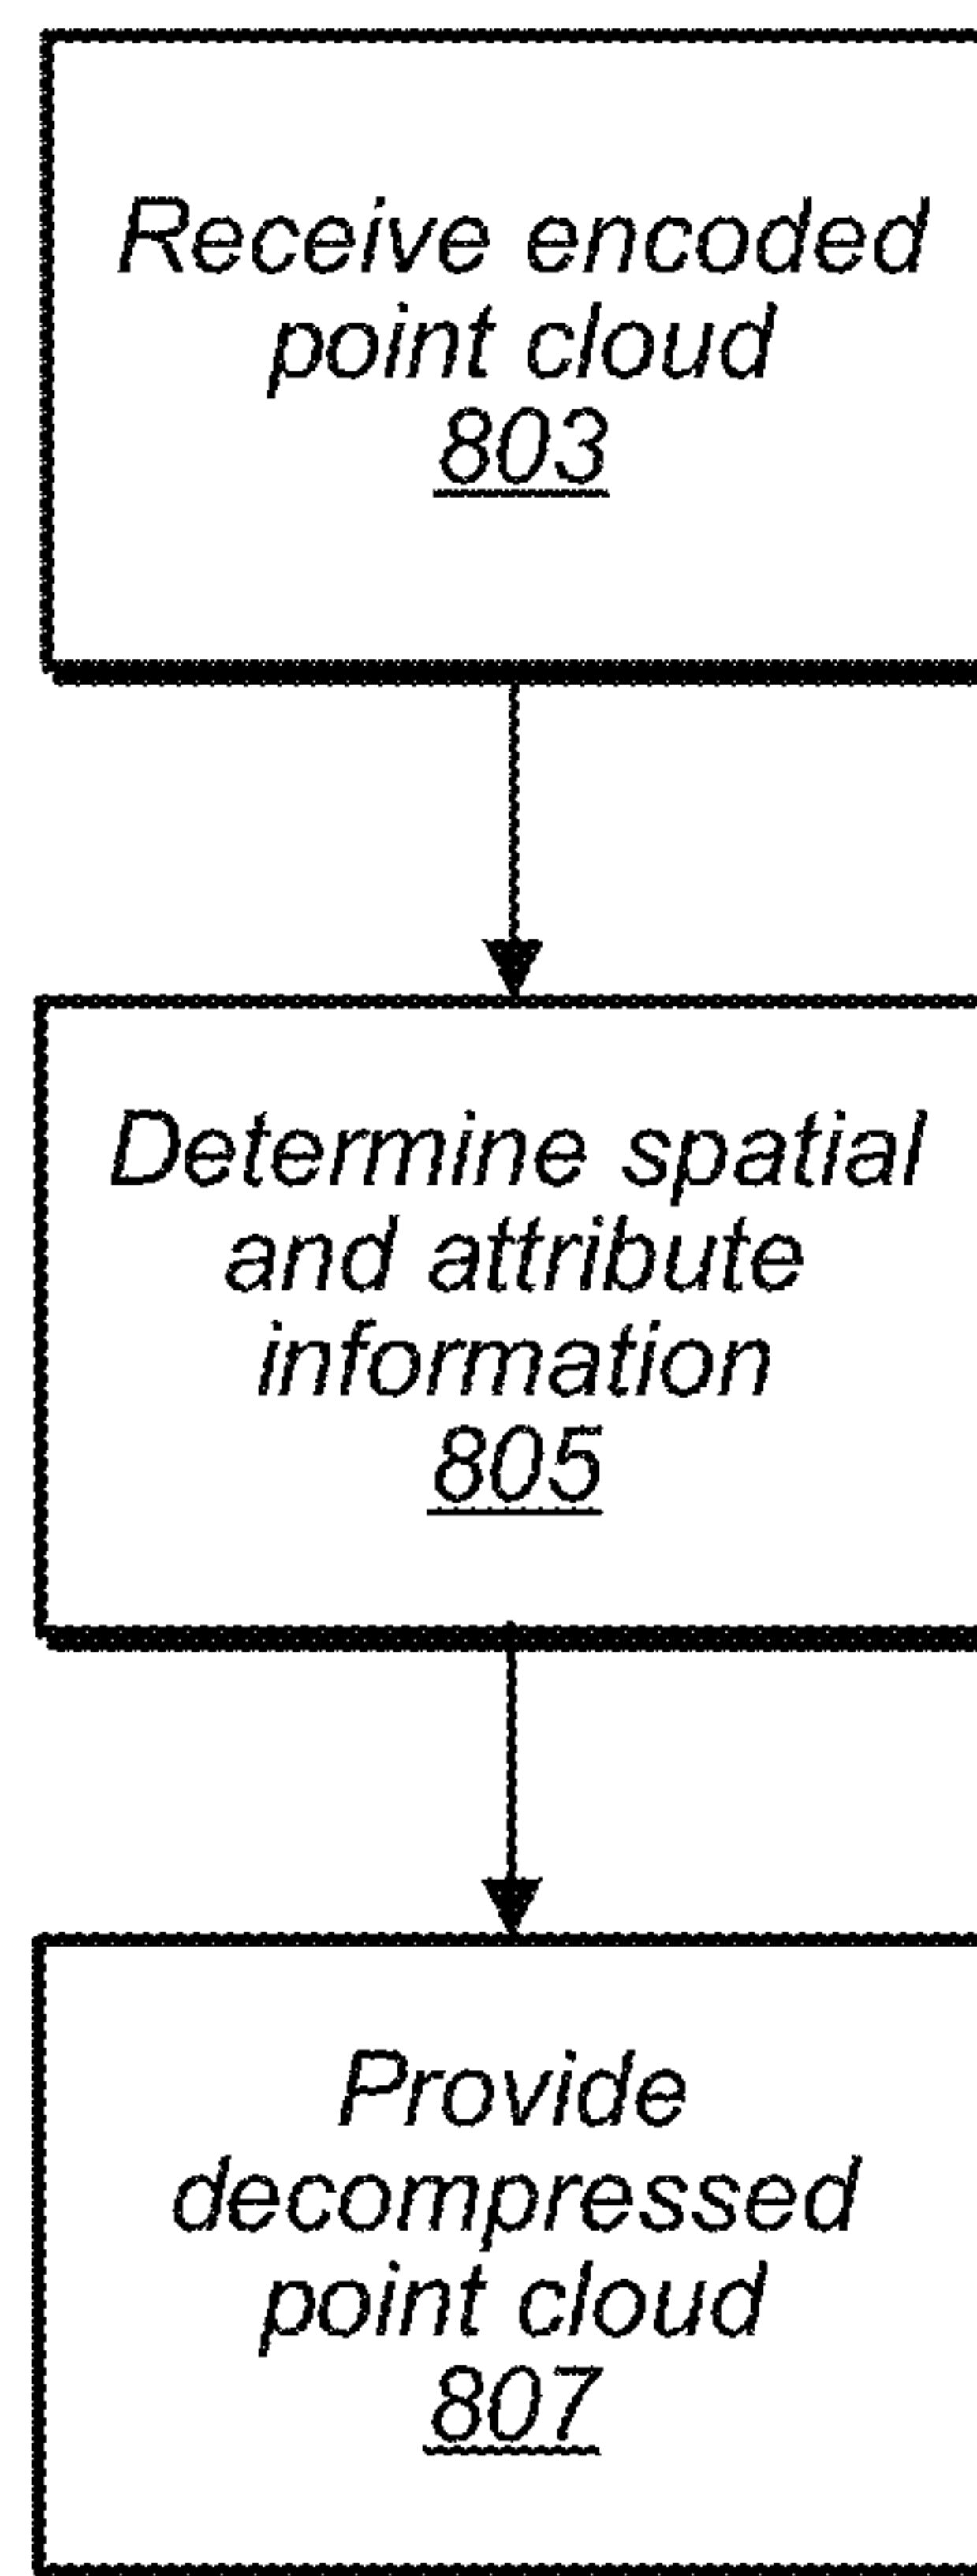 Receive encoded
point cloud
803
Determine spatial
and attribute
information
805
Provide
decompressed
point cloud
807